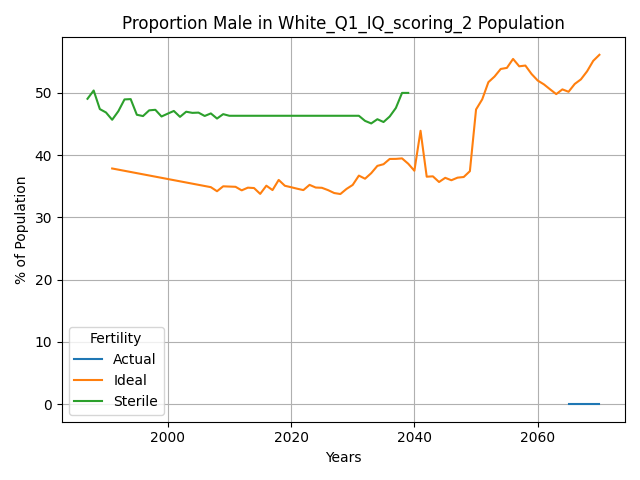 Proportion Male in White_Q1_IQ_scoring_2 Population
% of Population
50
40
30
20
10
0
Fertility
Actual
Ideal
Sterile
2000
2020
2040
2060
Years